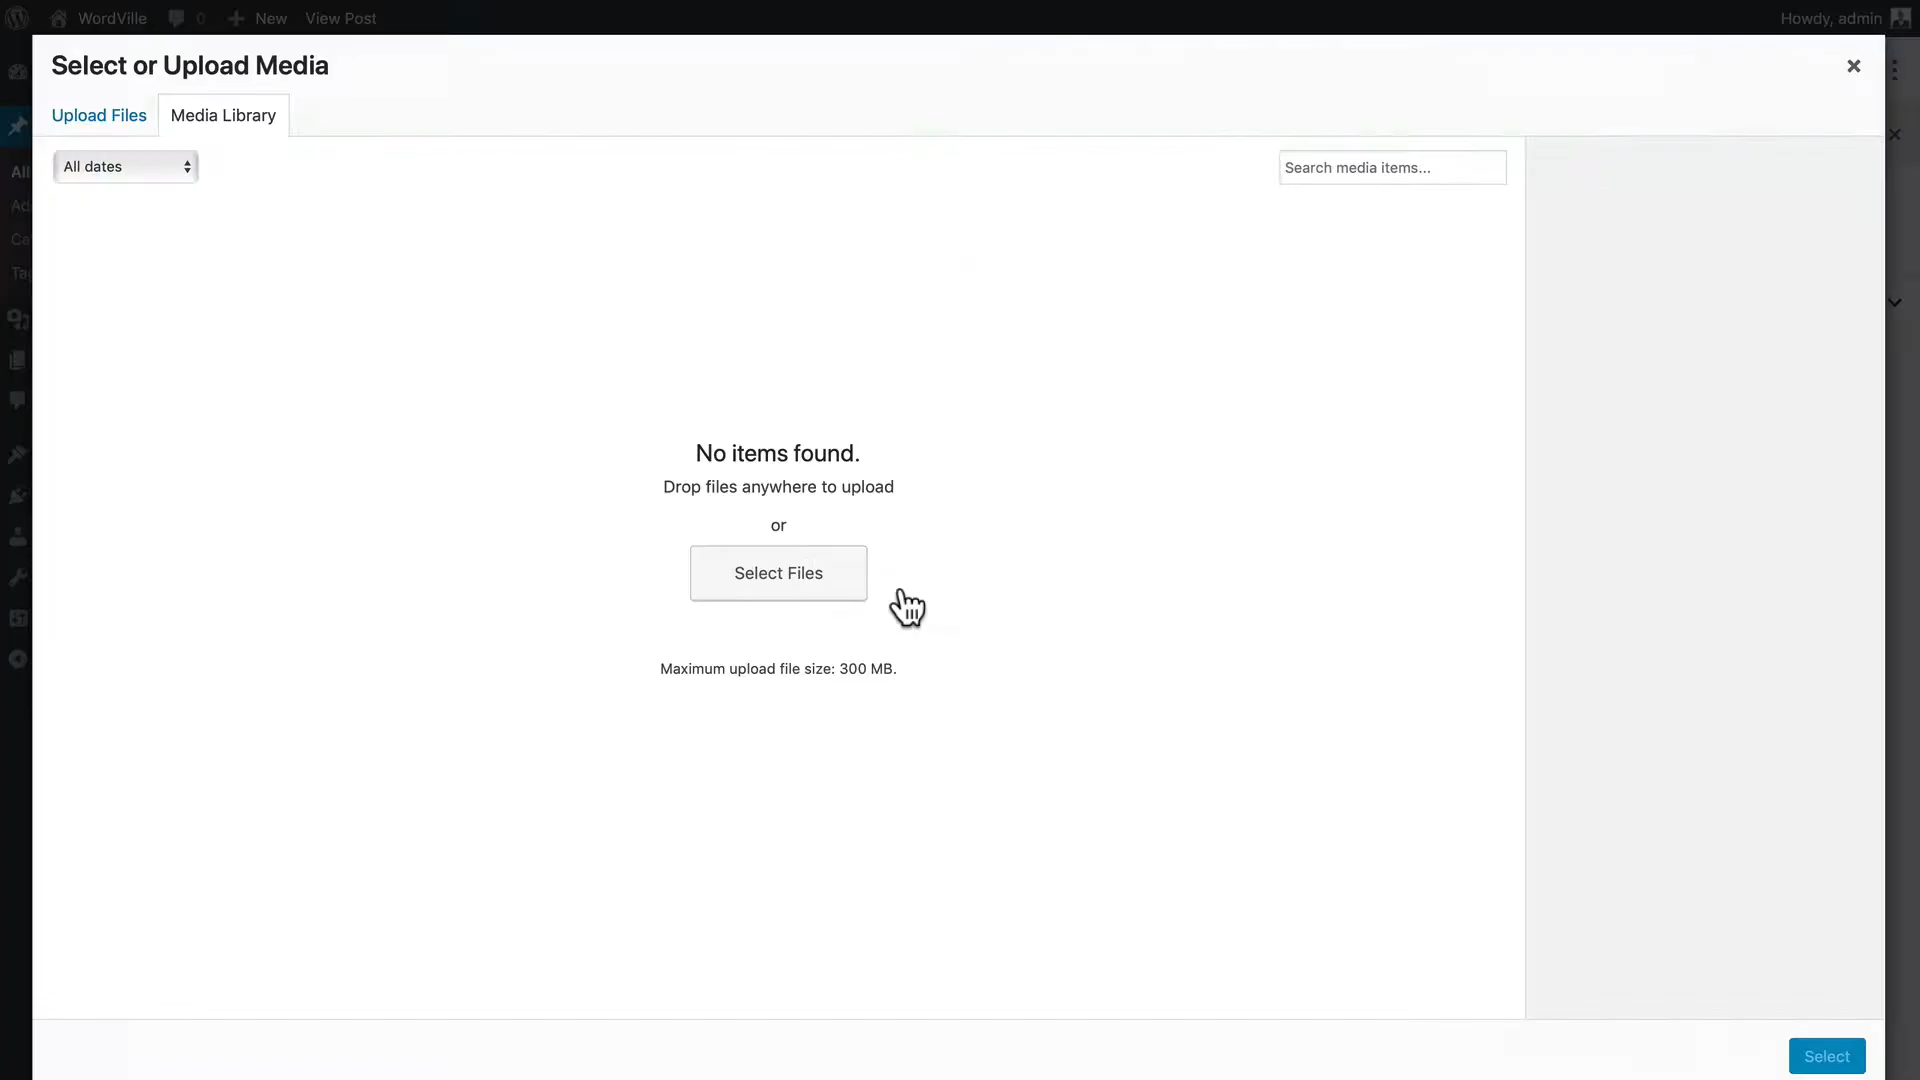 WordVille 0 New View Post Howdy, admin
Select or Upload Media
Upload Files Media Library
All dates Search media items...
All
No items found.
Drop files anywhere to upload
or
Select Files
Maximum upload file size: 300 MB.
Select